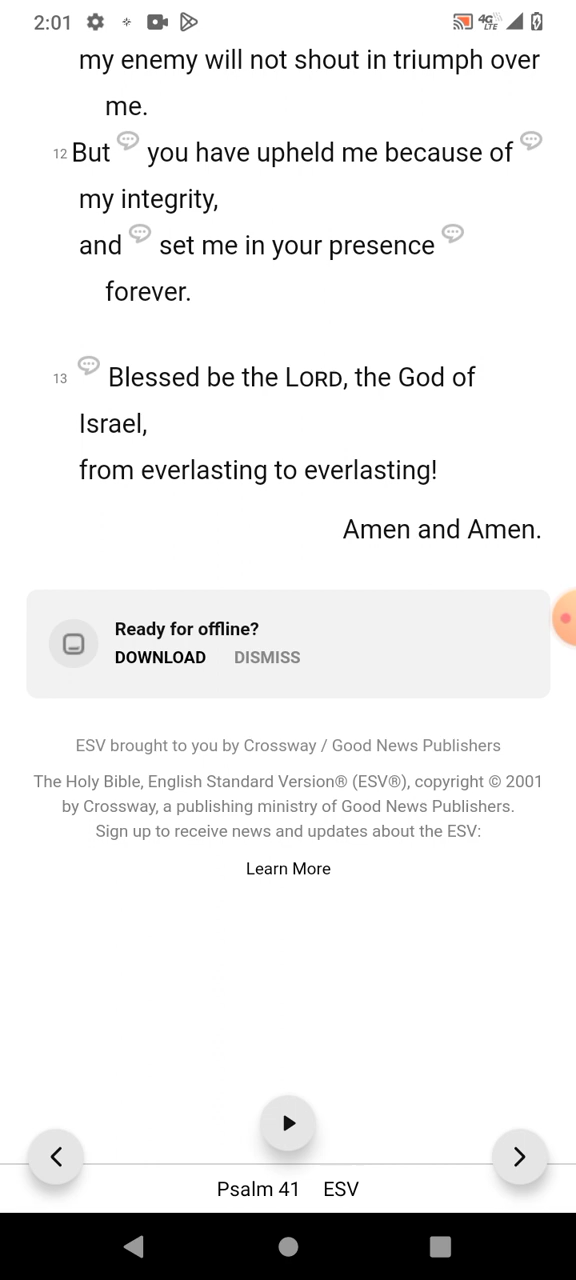 2:01
4G
LTE
my enemy will not shout in triumph over
me.
12 But you have upheld me because of
my integrity,
and set me in your presence
forever.
13 Blessed be the LORD, the God of
Israel,
from everlasting to everlasting!
Amen and Amen.
Ready for offline?
DOWNLOAD DISMISS
ESV brought to you by Crossway / Good News Publishers
The Holy Bible, English Standard Version® (ESV®), copyright © 2001
by Crossway, a publishing ministry of Good News Publishers.
Sign up to receive news and updates about the ESV:
Learn More
Psalm 41 ESV